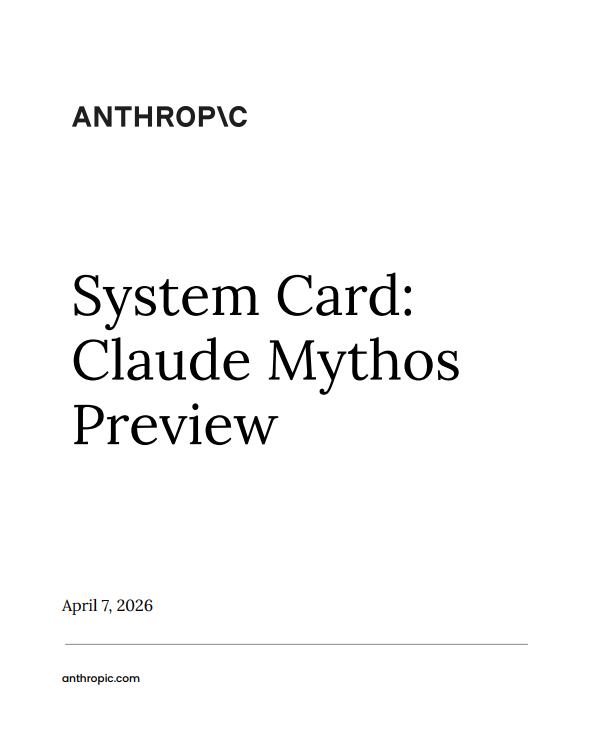 ANTHROP\C
System Card:
Claude Mythos
Preview
April 7, 2026
anthropic.com